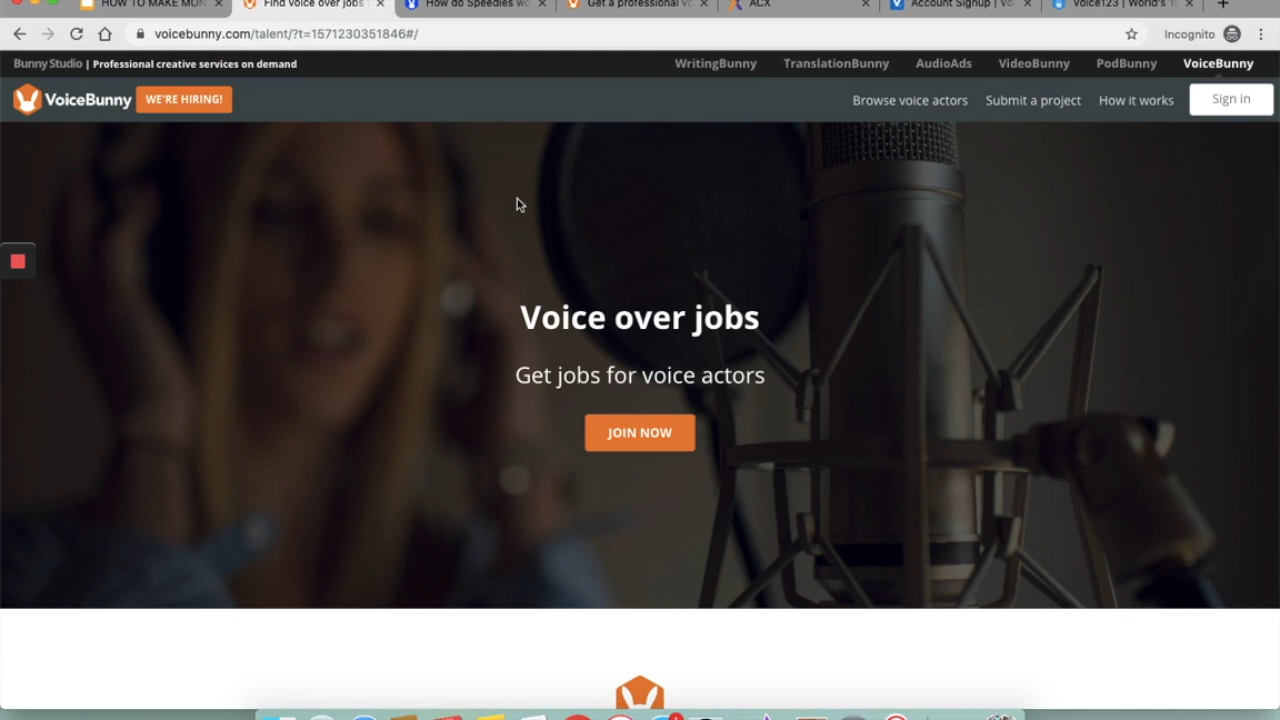 HOW TO MAKE MON
Find voice over jobs
How do Speedies wo
Get a professional vo
ACX
Account Signup | Vo
Voice123 | World's
voicebunny.com/talent/?t=1571230351846#/
Incognito
Bunny Studio | Professional creative services on demand
WritingBunny
TranslationBunny
AudioAds
VideoBunny
PodBunny
VoiceBunny
VoiceBunny
WE'RE HIRING!
Browse voice actors
Submit a project
How it works
Sign in
Voice over jobs
Get jobs for voice actors
JOIN NOW